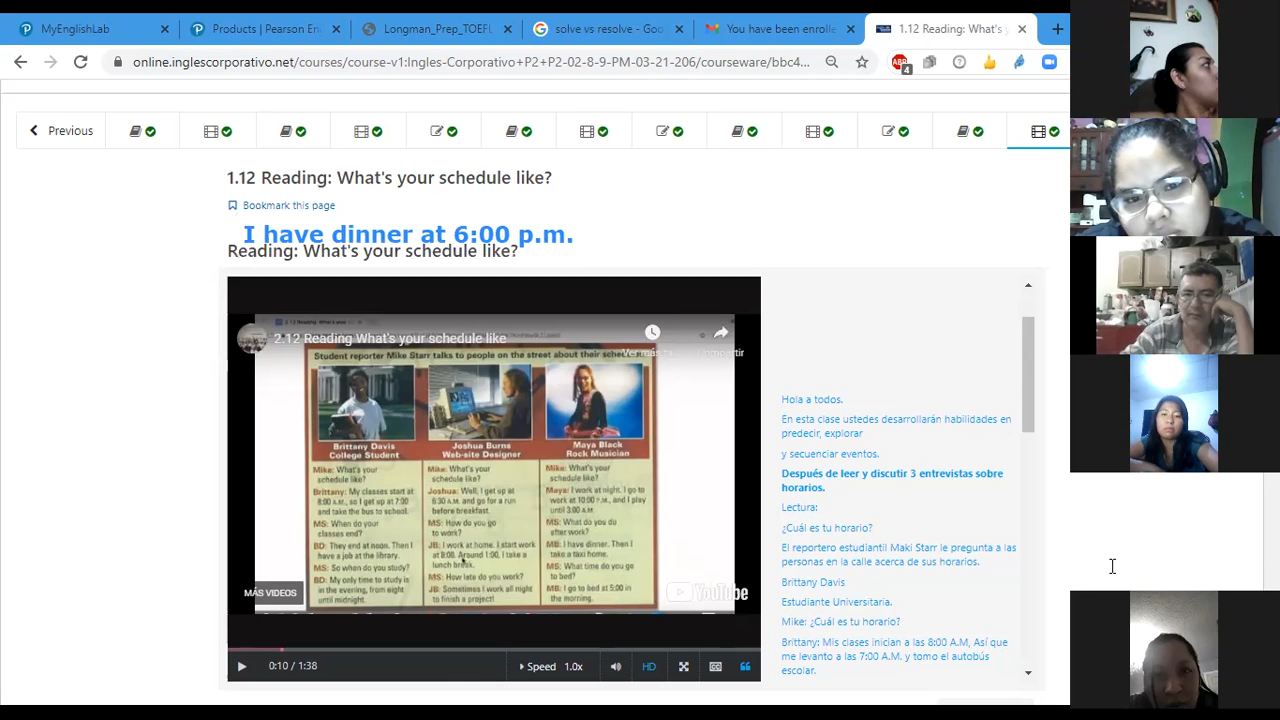 MyEnglishLab
Products | Pearson En
Longman_Prep_TOEFL
solve vs resolve - Goo
You have been enrolle
1.12 Reading: What's y
online.inglescorporativo.net/courses/course-v1:Ingles-Corporativo+P2+P2-02-8-9-PM-03-21-206/courseware/bbc4...
ABP
4
Previous
1.12 Reading: What's your schedule like?
Bookmark this page
I have dinner at 6:00 p.m.
Reading: What's your schedule like?
2.12 Reading What's your schedule like
Student reporter Mike Starr talks to people on the street about their
Brittany Davis
College Student
Joshua Burns
Web-site Designer
Maya Black
Rock Musician
Mike: What's your
schedule like?
Brittany: My classes start at
8:00 A.M., so I get up at 7:00
and take the bus to school.
MS: When do your
classes end?
BD: They end at noon. Then I
have a job at the library.
MS: So when do you study?
BD: My only time to study is
in the evening, from eight
until midnight.
Mike: What's your
schedule like?
Joshua: Well, I get up at
6:30 A.M. and go for a run
before breakfast.
MS: How do you go
to work?
JB: I work at home. I start work
at 8:00. Around 1:00, I take a
lunch break.
MS: How late do you work?
JB: Sometimes I work all night
to finish a project!
Mike: What's your
schedule like?
Maya: I work at night. I go to
work at 10:00 P.M., and I play
until 3:00 A.M.
MS: What do you do
after work?
MB: I have dinner. Then I
take a taxi home.
MS: What time do you go
to bed?
MB: I go to bed at 5:00 in
the morning.
MÁS VIDEOS
YouTube
0:10 / 1:38
Speed 1.0x
HD
Hola a todos.
En esta clase ustedes desarrollarán habilidades en
predecir, explorar
y secuenciar eventos.
Después de leer y discutir 3 entrevistas sobre
horarios.
Lectura:
¿Cuál es tu horario?
El reportero estudiantil Maki Starr le pregunta a las
personas en la calle acerca de sus horarios.
Brittany Davis
Estudiante Universitaria.
Mike: ¿Cuál es tu horario?
Brittany: Mis clases inician a las 8:00 A.M, Así que
me levanto a las 7:00 A.M. y tomo el autobús
escolar.